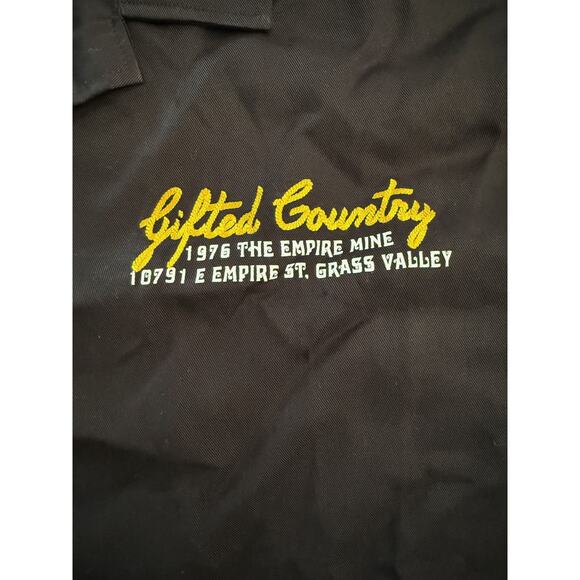 Gifted Country
1976 THE EMPIRE MINE
10791 E EMPIRE ST. GRASS VALLEY